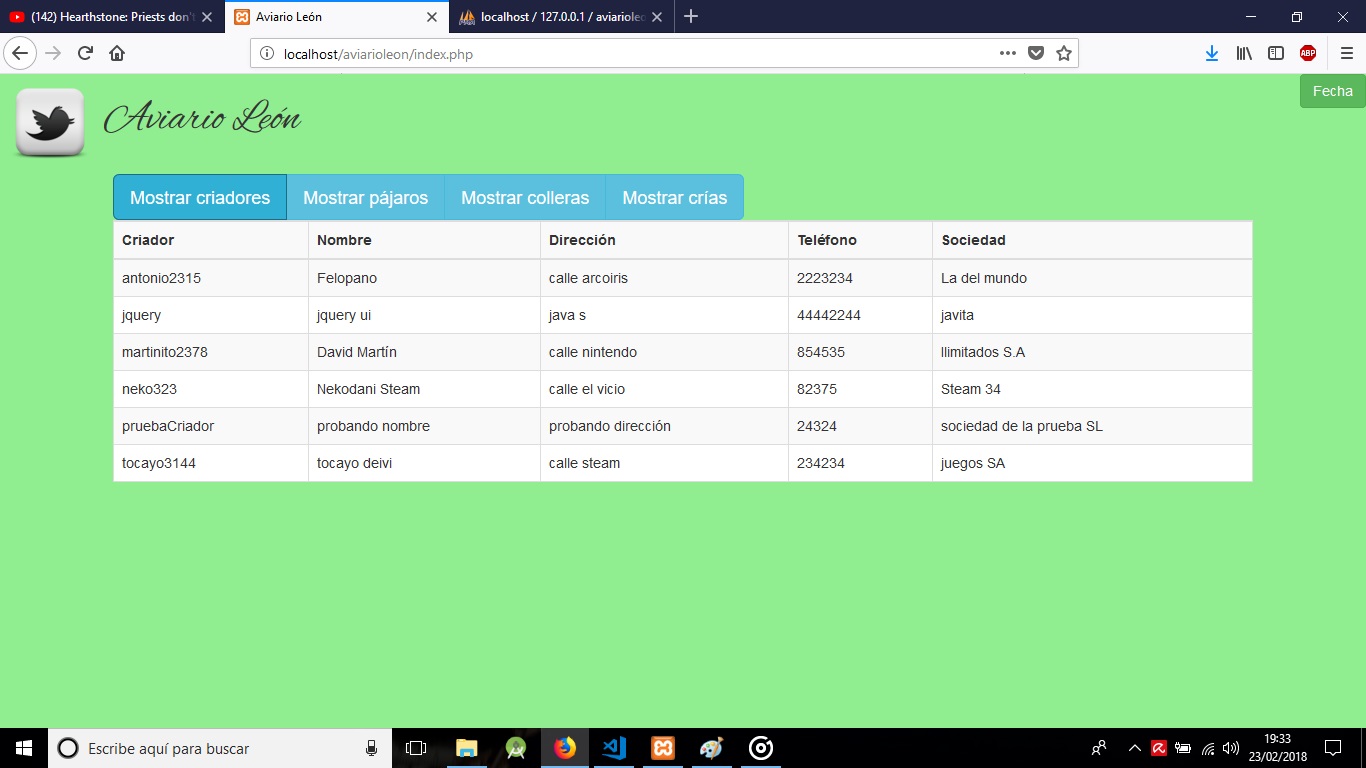 (142) Hearthstone: Priests don't
Aviario León
localhost / 127.0.0.1 / aviarioleo
localhost/aviarioleon/index.php
ABP
Fecha
Aviario León
Mostrar criadores Mostrar pájaros Mostrar colleras Mostrar crías
Criador Nombre Dirección Teléfono Sociedad
antonio2315 Felopano calle arcoiris 2223234 La del mundo
jquery jquery ui java s 44442244 javita
martinito2378 David Martín calle nintendo 854535 Ilimitados S.A
neko323 Nekodani Steam calle el vicio 82375 Steam 34
pruebaCriador probando nombre probando dirección 24324 sociedad de la prueba SL
tocayo3144 tocayo deivi calle steam 234234 juegos SA
Escribe aquí para buscar
19:33
23/02/2018